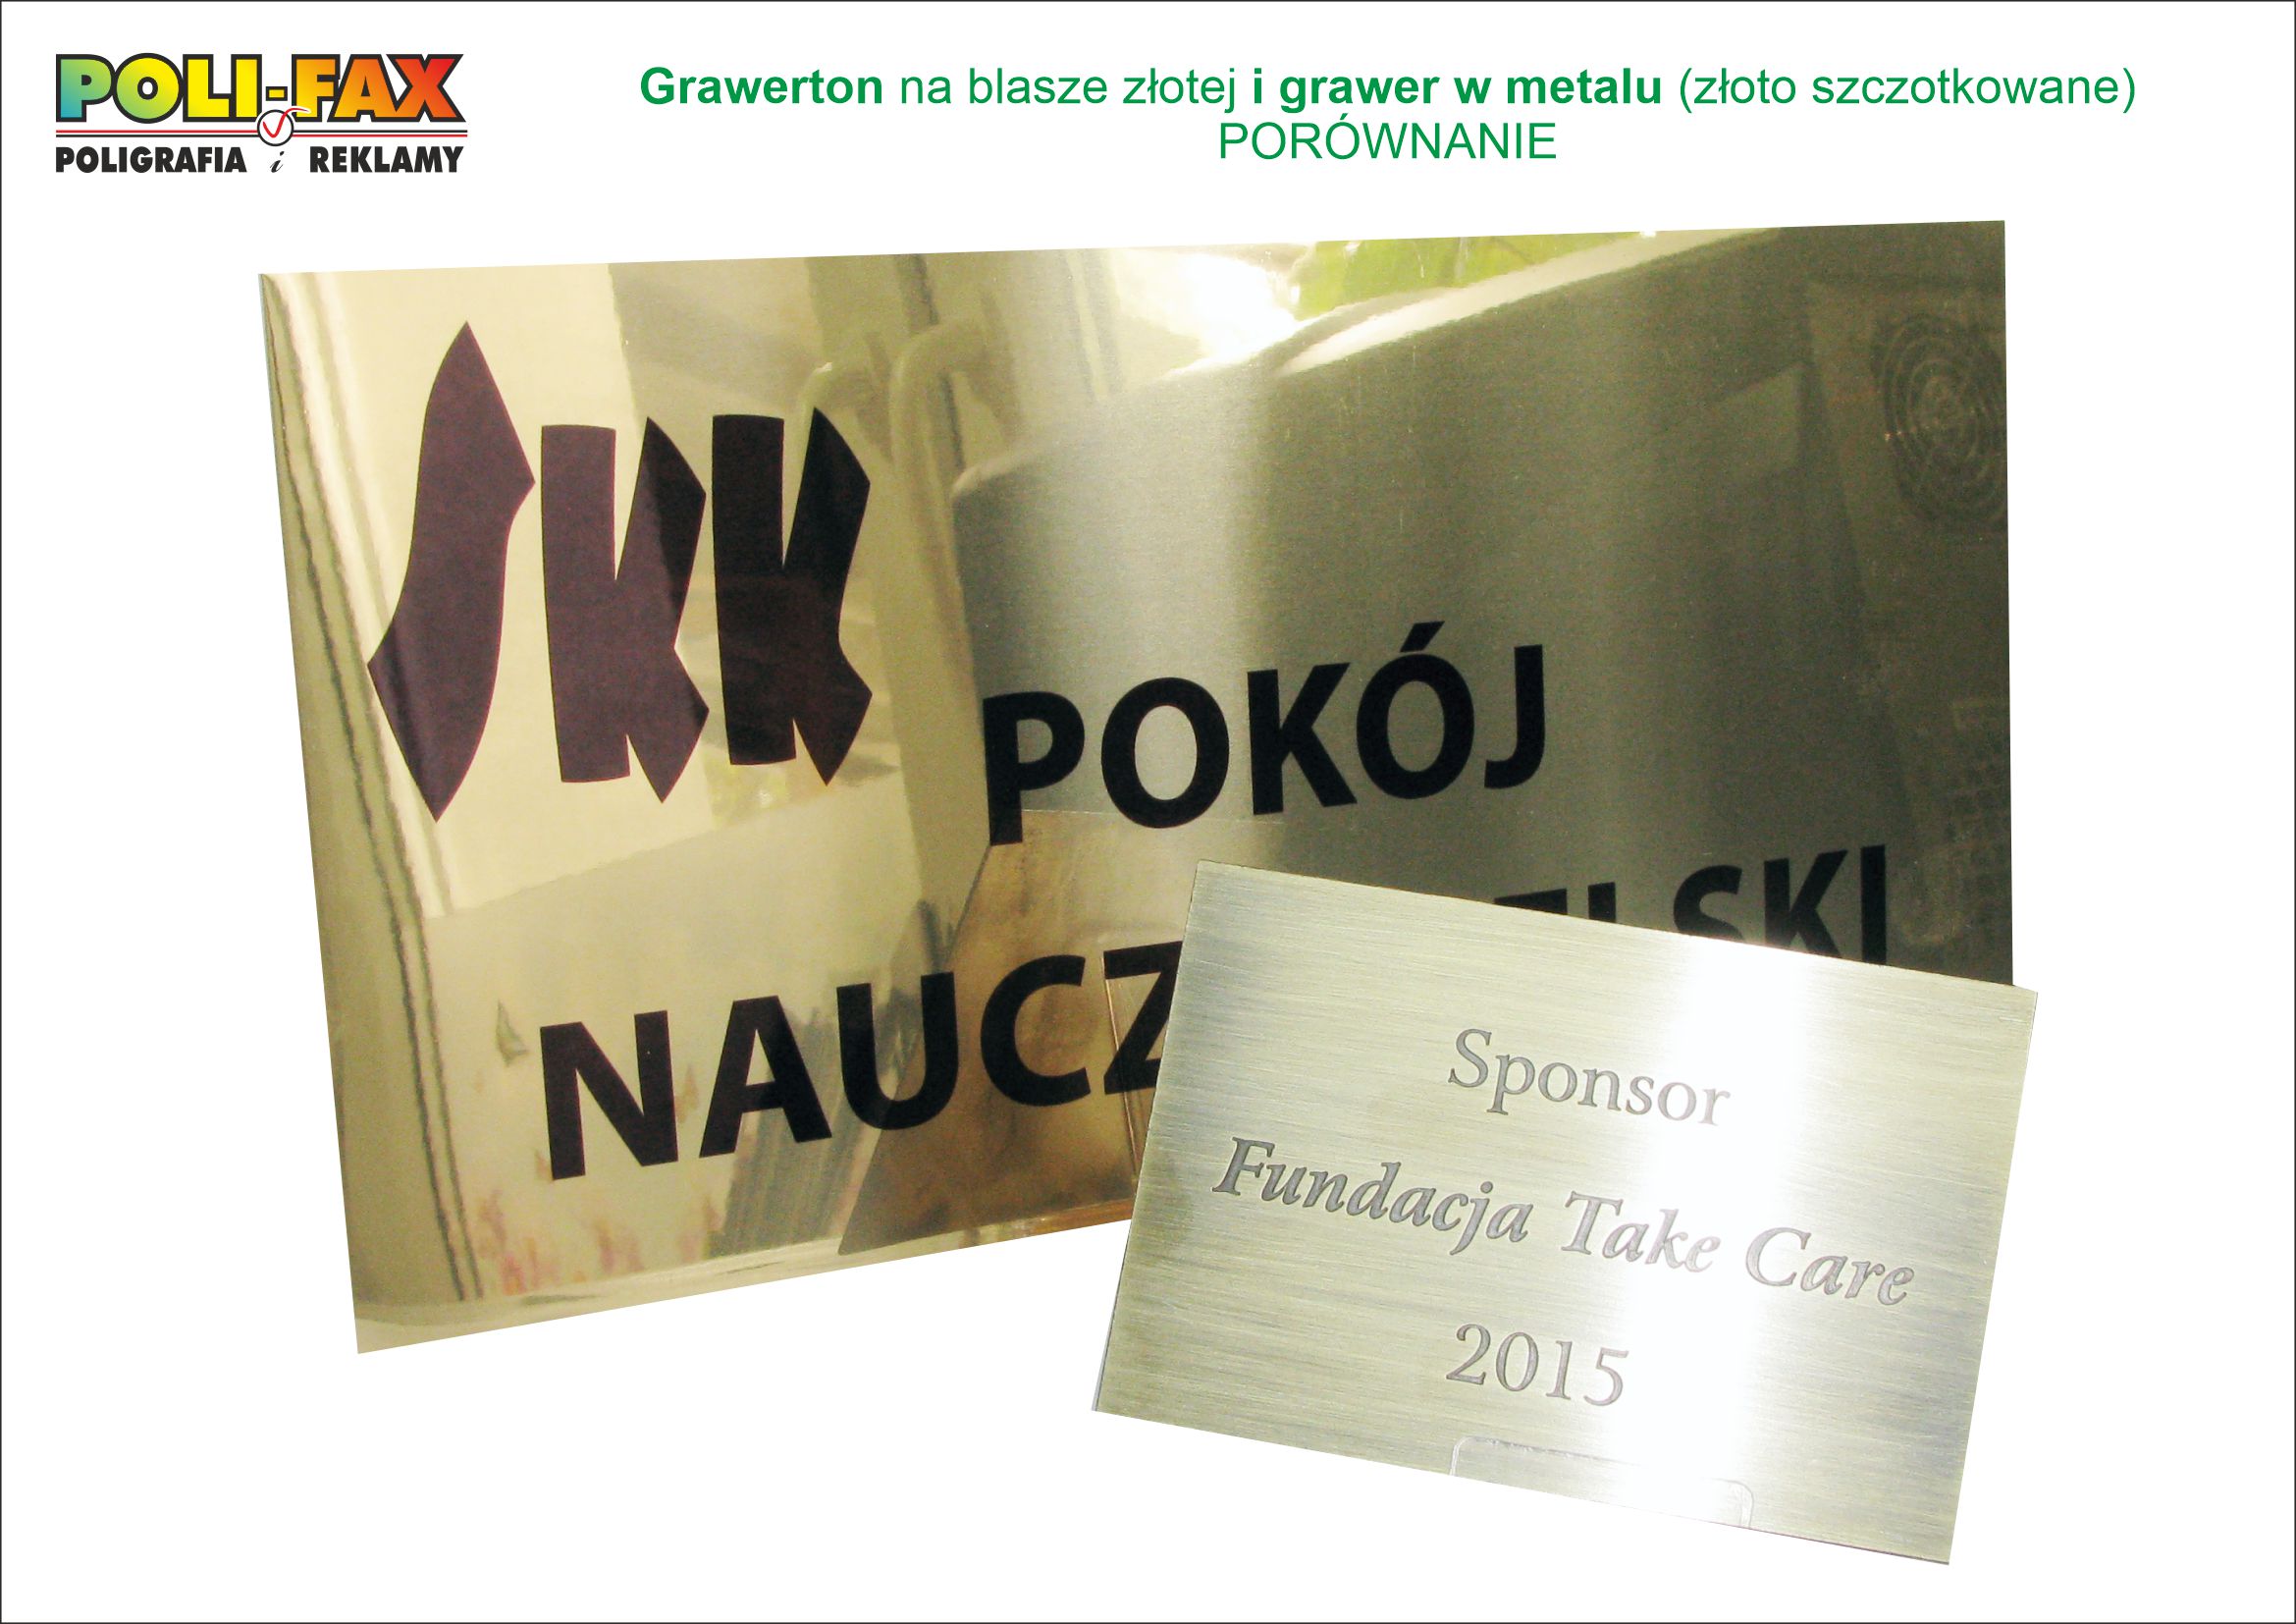 POLI-FAX
POLIGRAFIA i REKLAMY
Grawerton na blasze złotej i grawer w metalu (złoto szczotkowane)
PORÓWNANIE
SKK
POKÓJ
Sponsor
Fundacja Take Care
2015